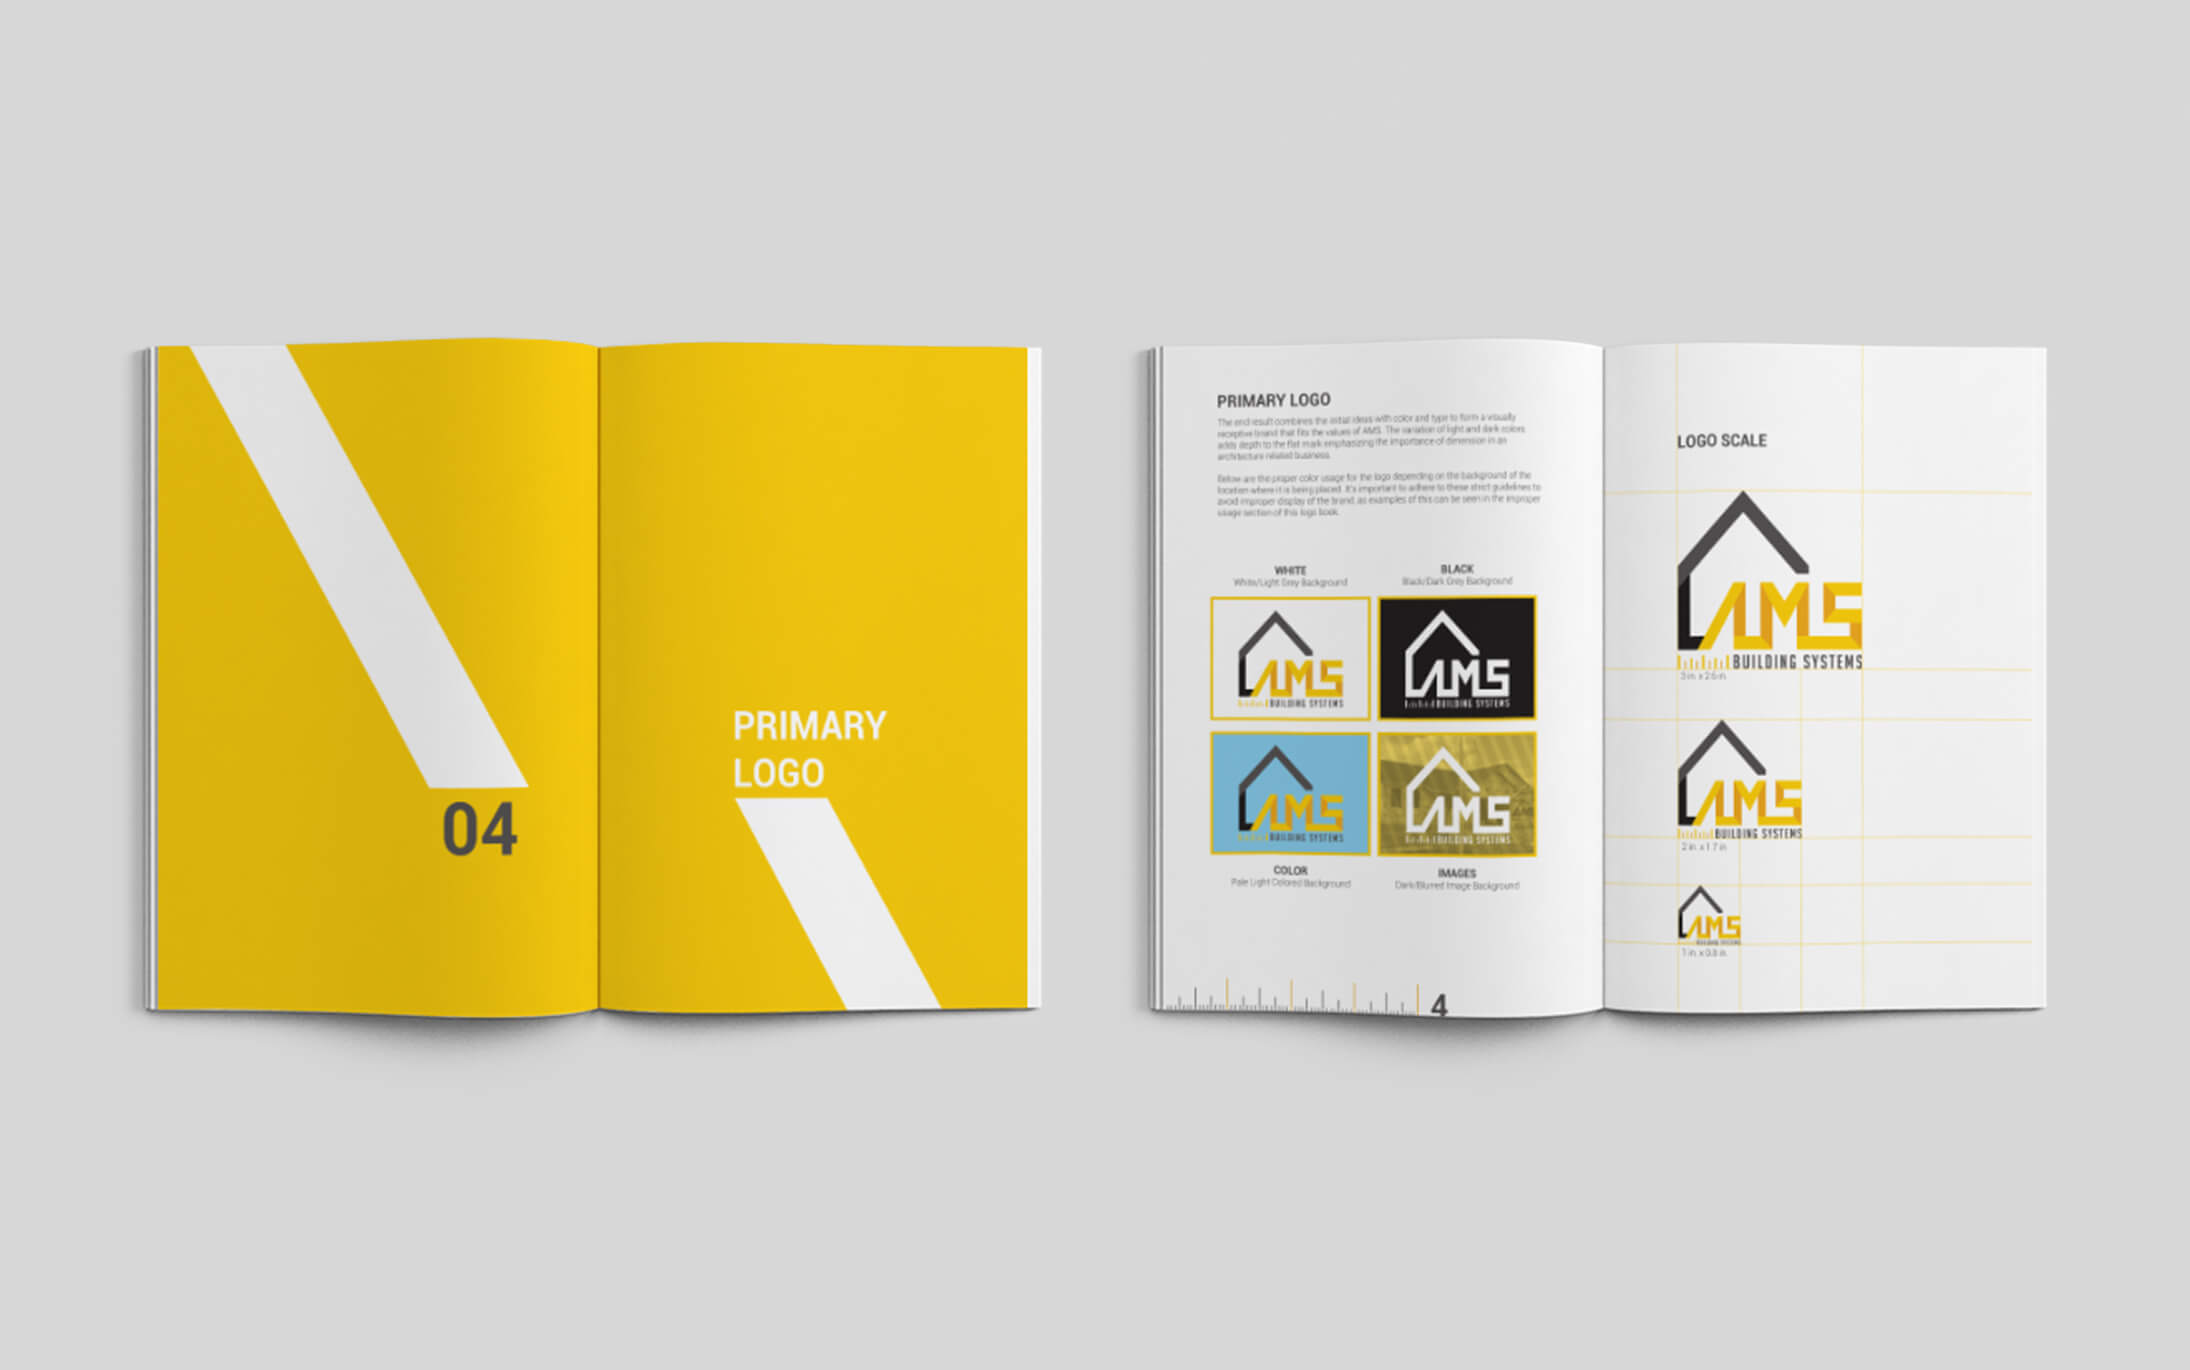 04
PRIMARY
LOGO
PRIMARY LOGO
The end result combines the initial ideas with color and type to form a visually
receptive brand that fits the values of AMS. The variation of light and dark colors
adds depth to the flat mark emphasizing the importance of dimension in an
architecture related business.
Below are the proper color usage for the logo depending on the background of the
location where it is being placed. It's important to adhere to these strict guidelines to
avoid improper display of the brand, as examples of this can be seen in the improper
usage section of this logo book.
WHITE
White/Light Grey Background
BLACK
Black/Dark Grey Background
AMS
BUILDING SYSTEMS
AMS
BUILDING SYSTEMS
AMS
BUILDING SYSTEMS
AMS
BUILDING SYSTEMS
COLOR
Pale Light Colored Background
IMAGES
Dark/Blurred Image Background
4
LOGO SCALE
AMS
BUILDING SYSTEMS
3 in. x 2.6 in
AMS
BUILDING SYSTEMS
2 in. x 1.7 in.
AMS
BUILDING SYSTEMS
1 in. x 0.8 in.